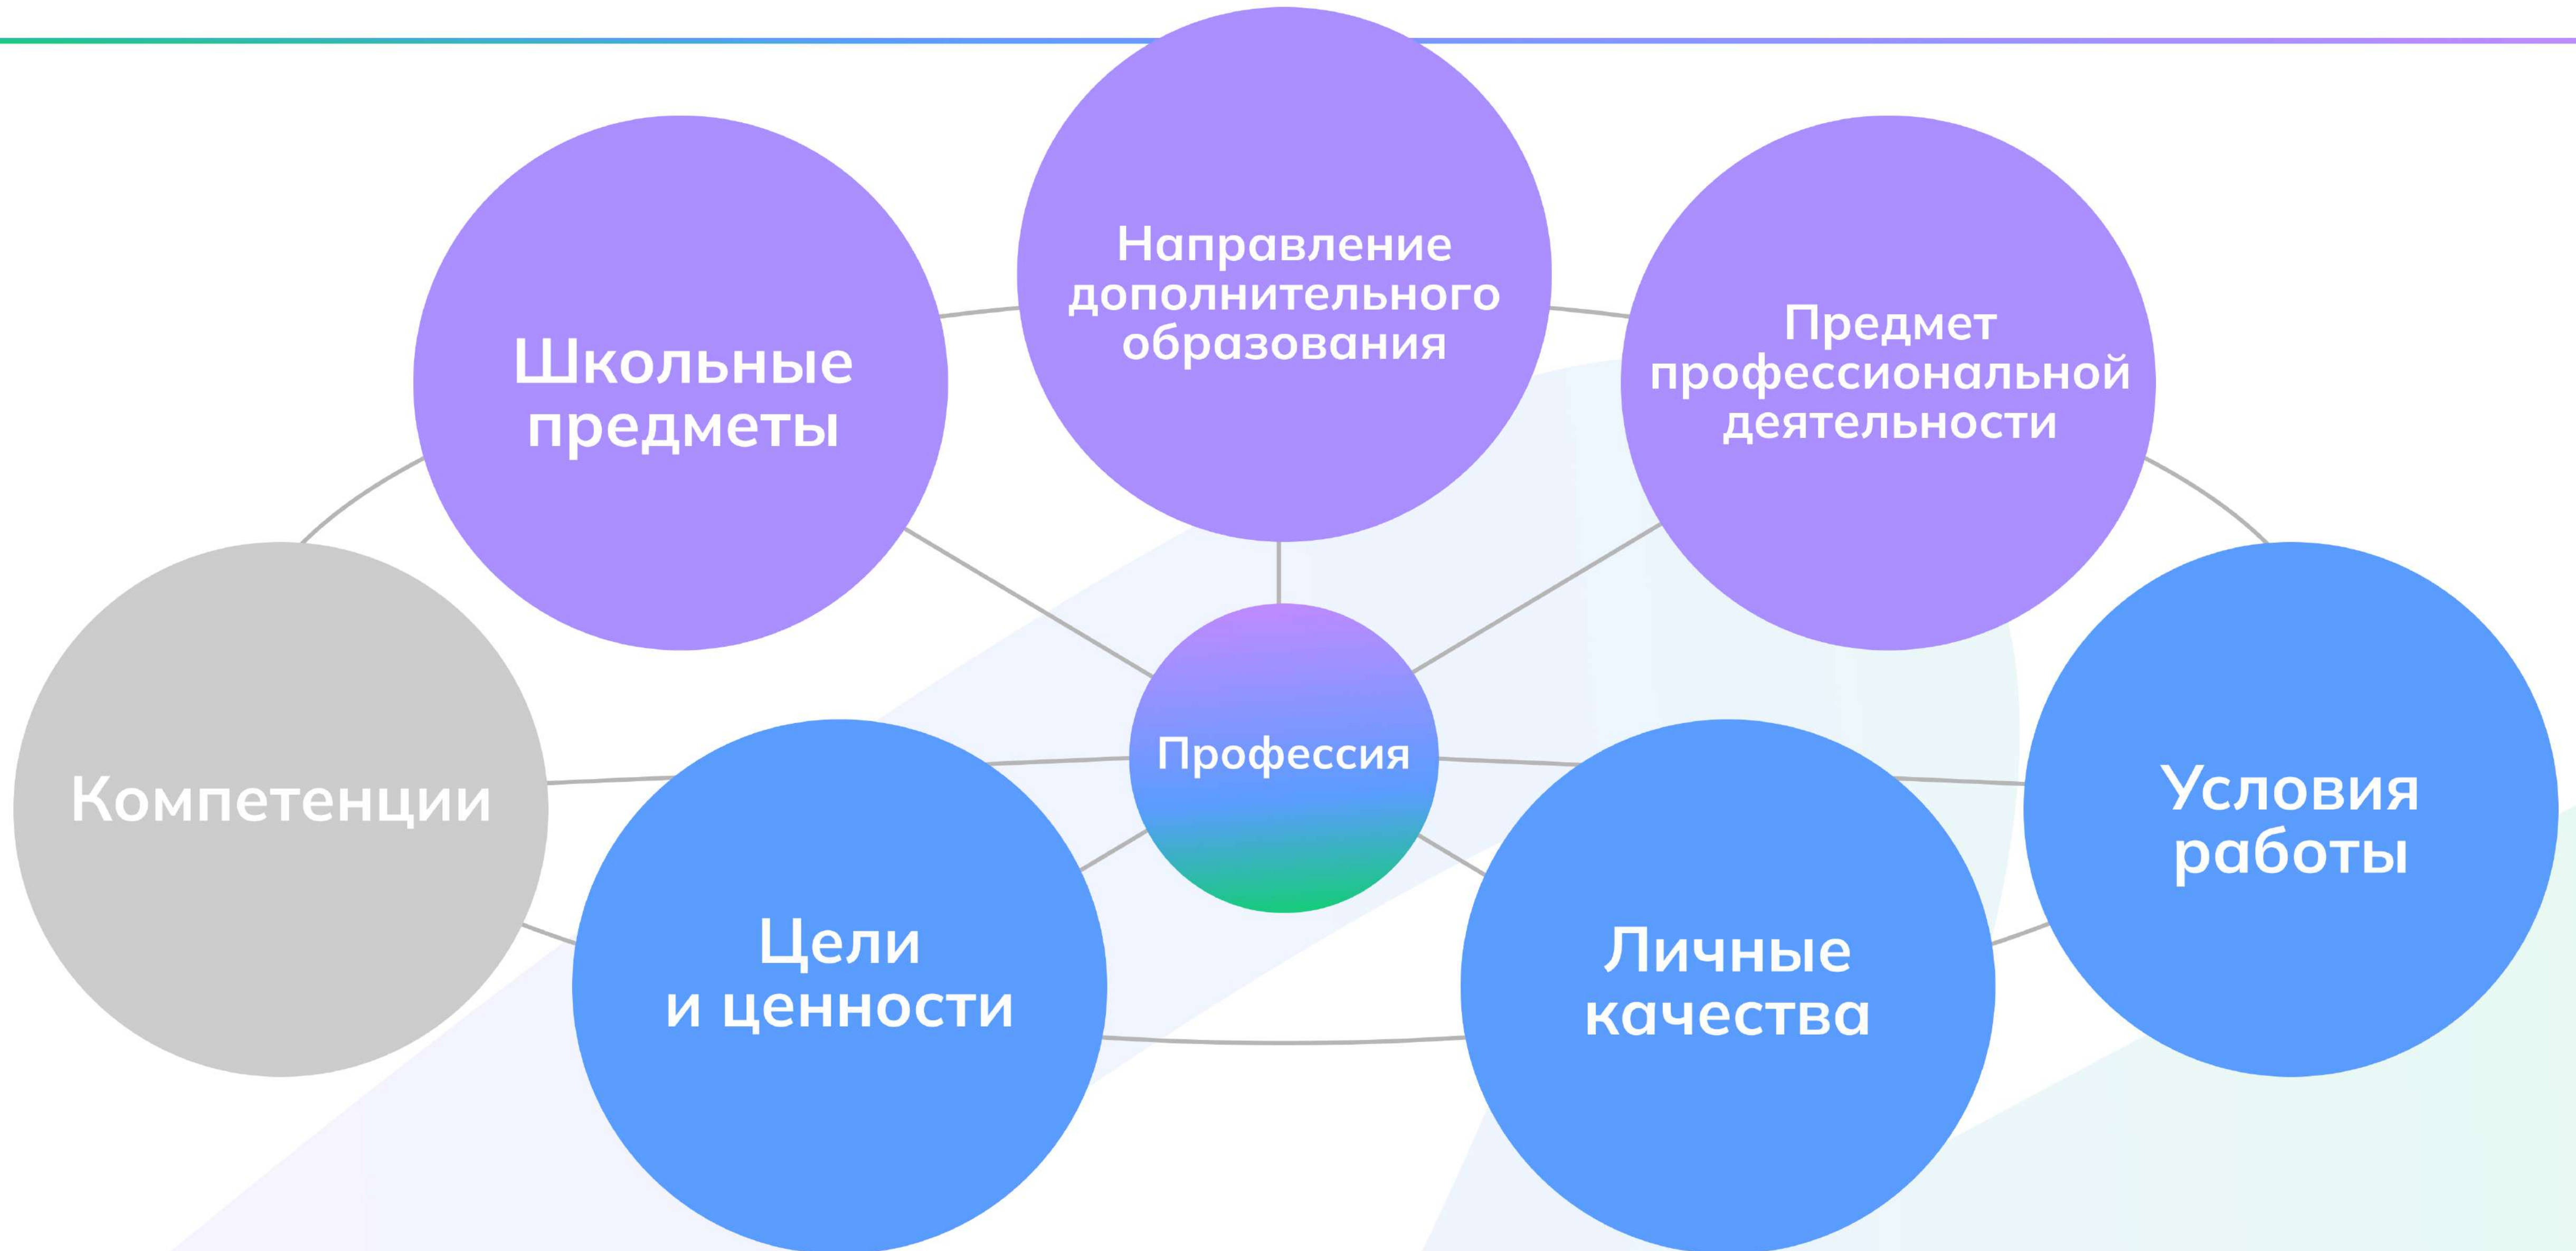 Направление
дополнительного
образования
Школьные
предметы
Предмет
профессиональной
деятельности
Компетенции
Профессия
Условия
работы
Цели
и ценности
Личные
качества